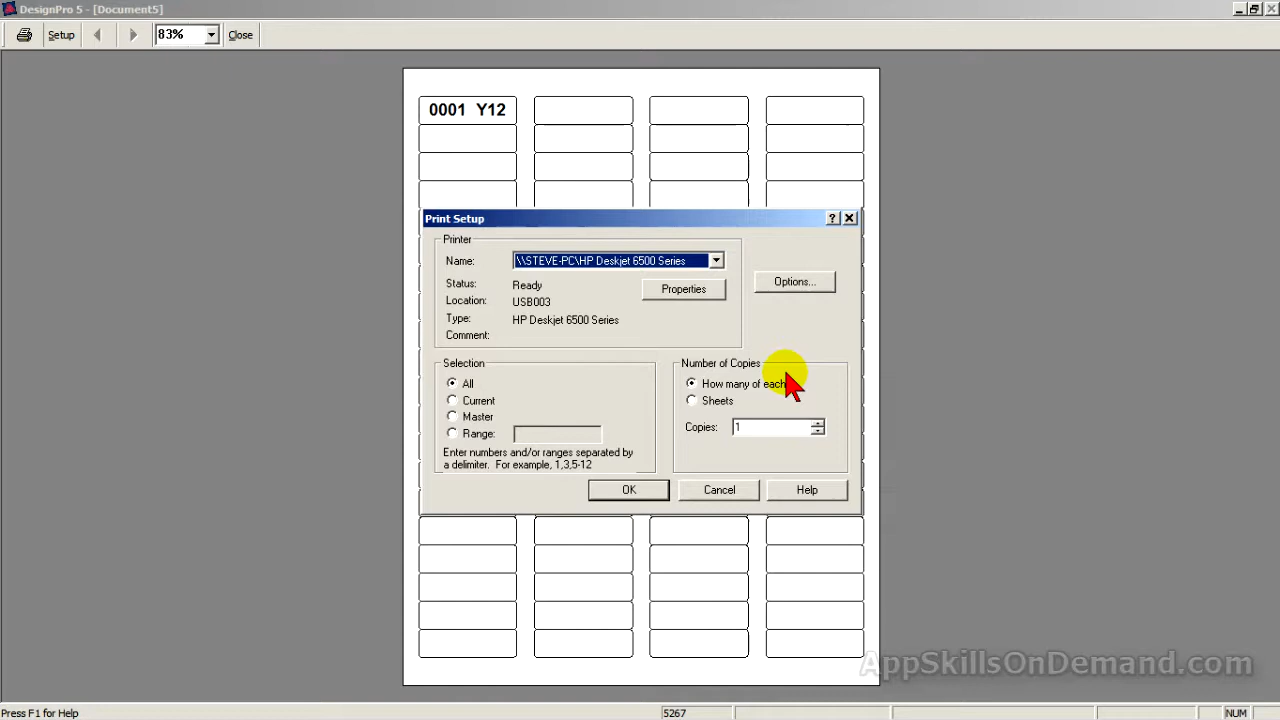 DesignPro 5 - [Document5]
Setup
83%
Close
0001 Y12
Print Setup
Printer
Name:
\\STEVE-PC\HP Deskjet 6500 Series
Status:
Ready
Properties
Options...
Location:
USB003
Type:
HP Deskjet 6500 Series
Comment:
Selection
All
Current
Master
Range:
Enter numbers and/or ranges separated by
a delimiter. For example, 1,3,5-12
Number of Copies
How many of each
Sheets
Copies:
1
OK
Cancel
Help
AppSkillsOnDemand.com
Press F1 for Help
5267
NUM